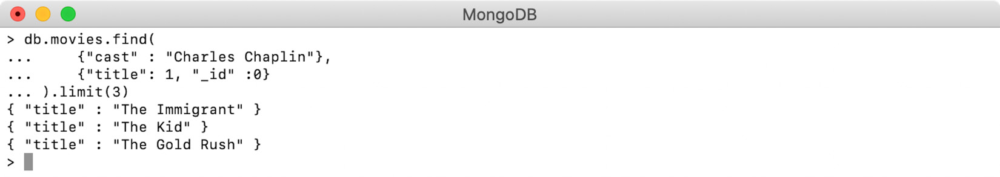 MongoDB
> db.movies.find(
...     {"cast" : "Charles Chaplin"},
...     {"title": 1, "_id" :0}
... ).limit(3)
{ "title" : "The Immigrant" }
{ "title" : "The Kid" }
{ "title" : "The Gold Rush" }
>